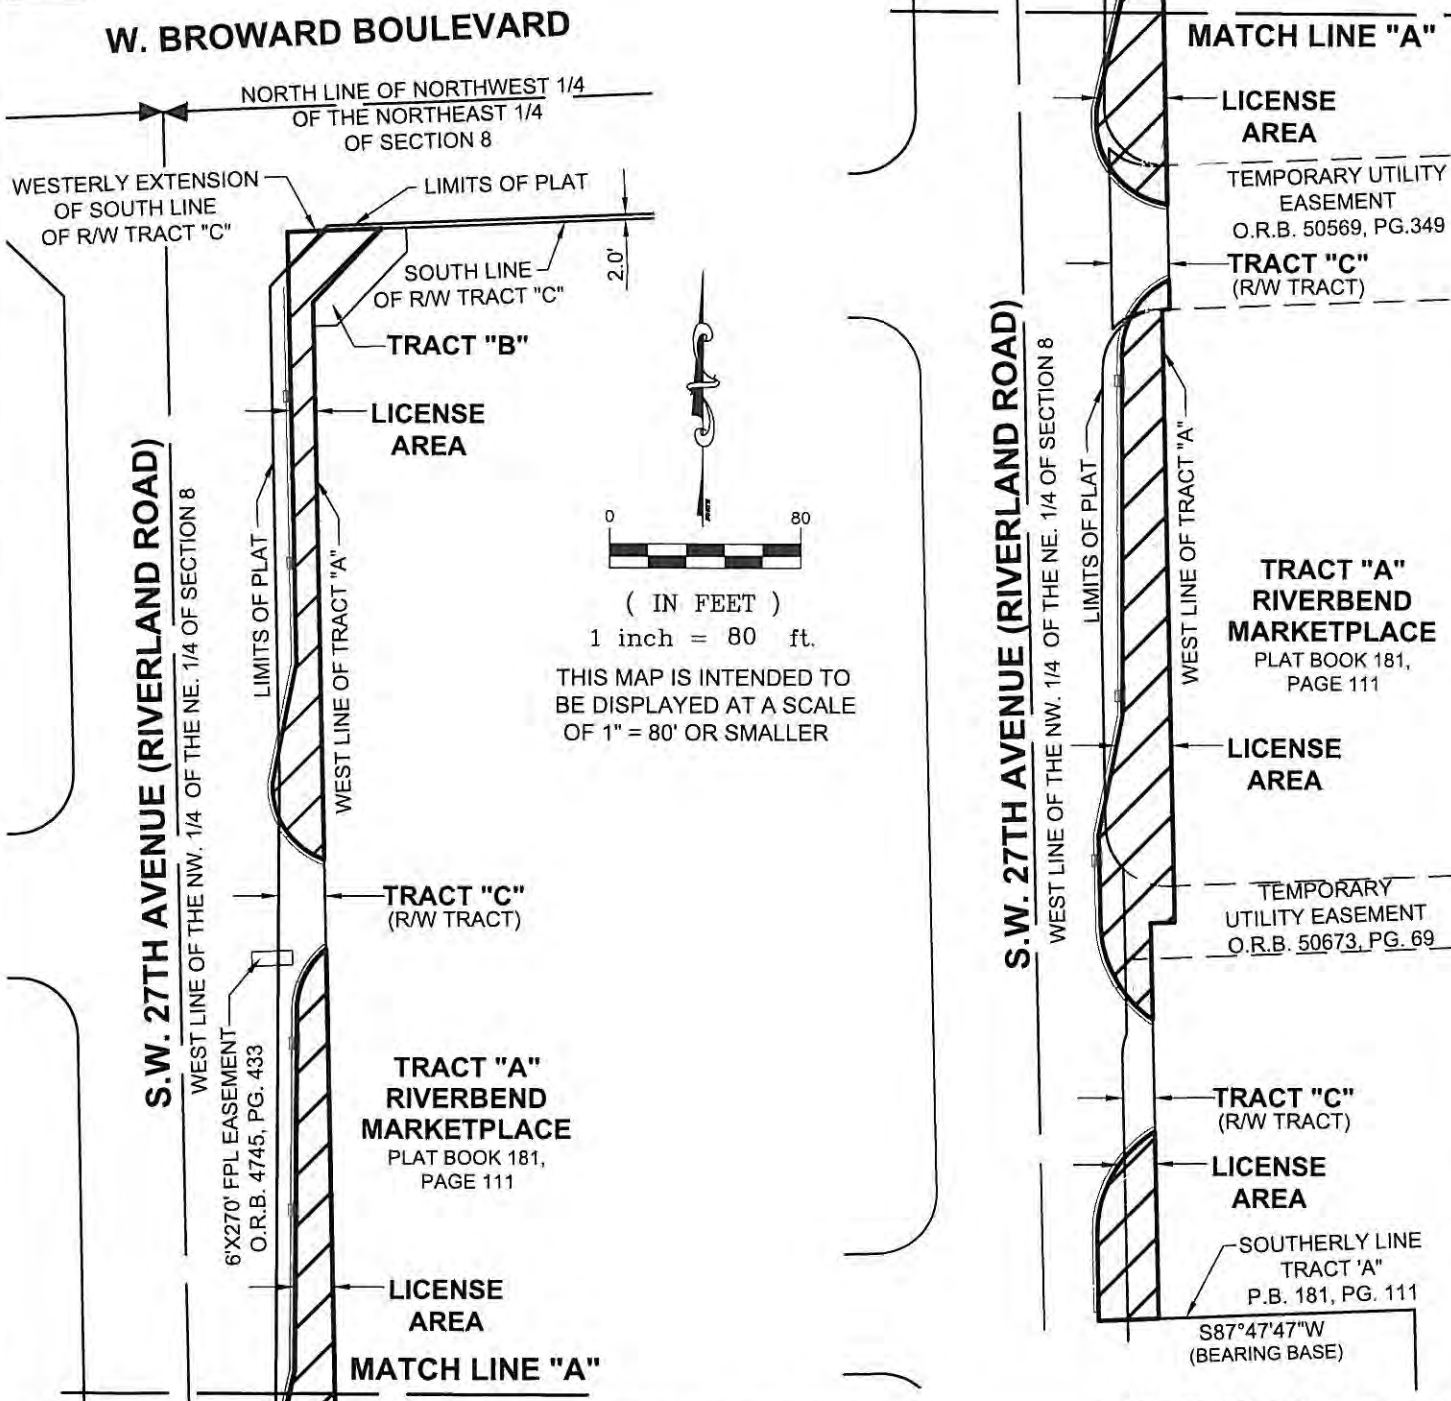 W. BROWARD BOULEVARD
NORTH LINE OF NORTHWEST 1/4
OF THE NORTHEAST 1/4
OF SECTION 8
WESTERLY EXTENSION
OF SOUTH LINE
OF R/W TRACT "C"
LIMITS OF PLAT
SOUTH LINE
OF R/W TRACT "C"
2.0'
TRACT "B"
LICENSE
AREA
S.W. 27TH AVENUE (RIVERLAND ROAD)
WEST LINE OF THE NW. 1/4 OF THE NE. 1/4 OF SECTION 8
LIMITS OF PLAT
WEST LINE OF TRACT "A"
TRACT "C"
(R/W TRACT)
6'X270' FPL EASEMENT
O.R.B. 4745, PG. 433
TRACT "A"
RIVERBEND
MARKETPLACE
PLAT BOOK 181,
PAGE 111
LICENSE
AREA
MATCH LINE "A"
0 80
( IN FEET )
1 inch = 80 ft.
THIS MAP IS INTENDED TO
BE DISPLAYED AT A SCALE
OF 1" = 80' OR SMALLER
MATCH LINE "A"
LICENSE
AREA
TEMPORARY UTILITY
EASEMENT
O.R.B. 50569, PG.349
TRACT "C"
(R/W TRACT)
S.W. 27TH AVENUE (RIVERLAND ROAD)
WEST LINE OF THE NW. 1/4 OF THE NE. 1/4 OF SECTION 8
LIMITS OF PLAT
WEST LINE OF TRACT "A"
TRACT "A"
RIVERBEND
MARKETPLACE
PLAT BOOK 181,
PAGE 111
LICENSE
AREA
TEMPORARY
UTILITY EASEMENT
O.R.B. 50673, PG. 69
TRACT "C"
(R/W TRACT)
LICENSE
AREA
SOUTHERLY LINE
TRACT 'A"
P.B. 181, PG. 111
S87°47'47"W
(BEARING BASE)